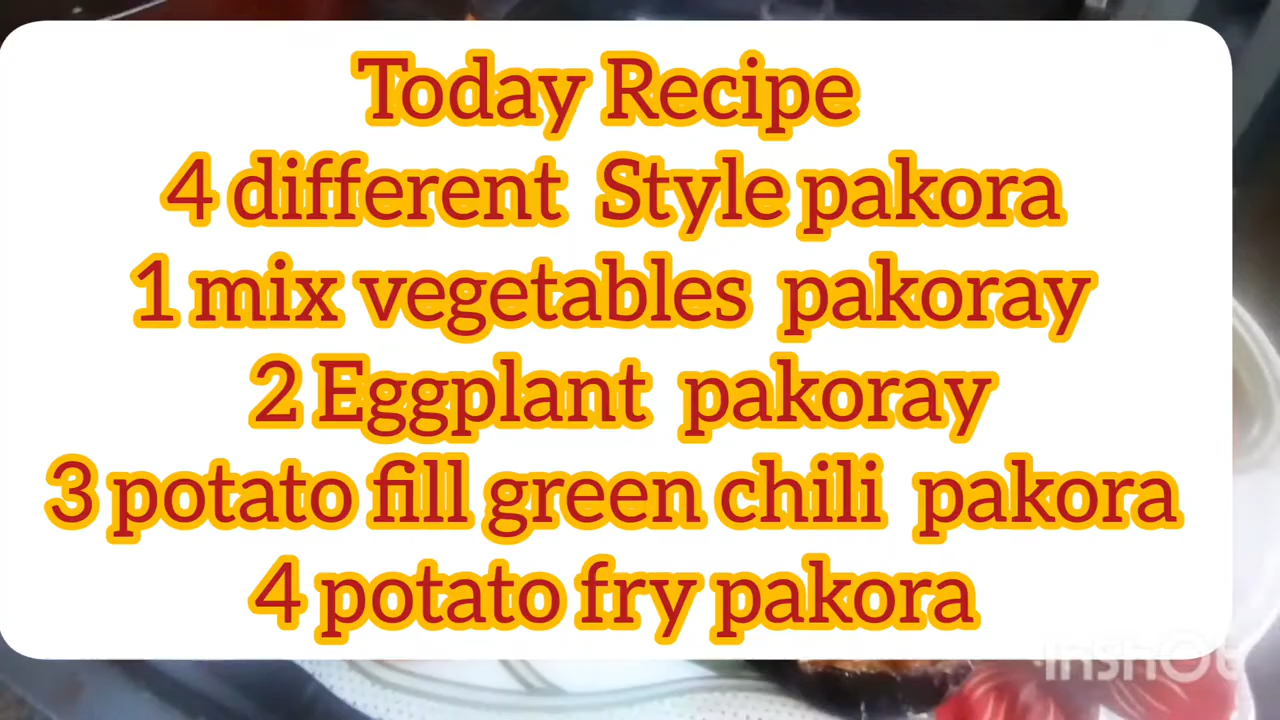 Today Recipe
4 different Style pakora
1 mix vegetables pakoray
2 Eggplant pakoray
3 potato fill green chili pakora
4 potato fry pakora
InShOt